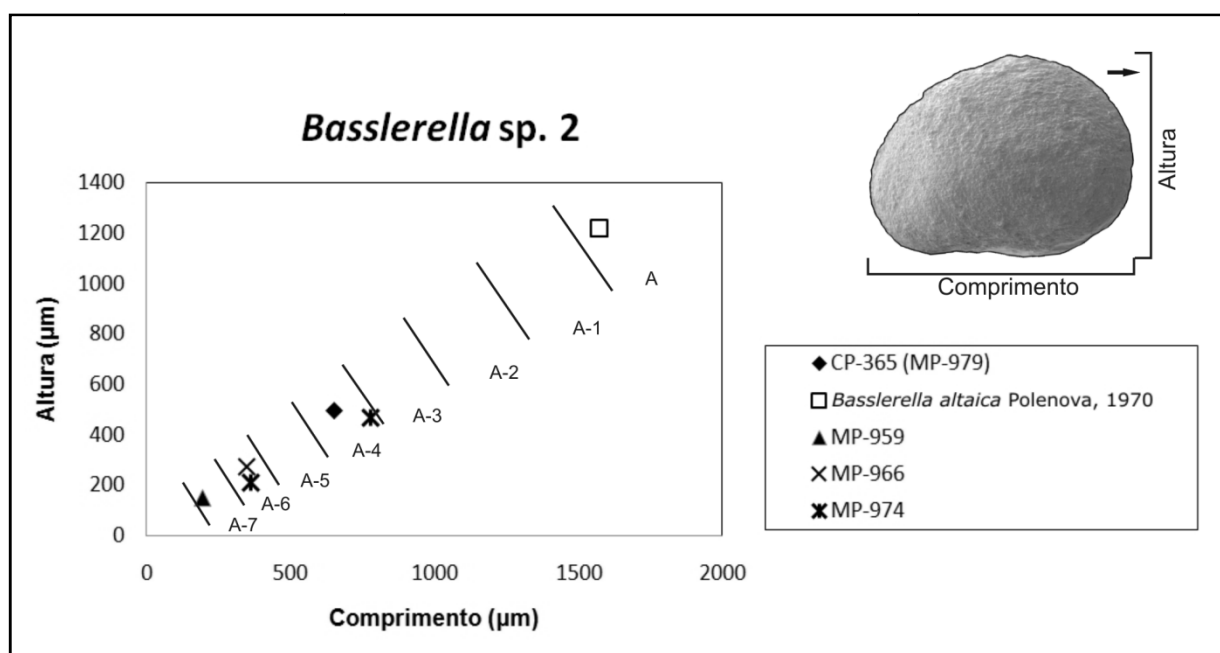 Basslerella sp. 2
Altura (µm)
1400
1200
1000
800
600
400
200
0
A
A-1
A-2
A-3
A-4
A-5
A-6
A-7
0 500 1000 1500 2000
Comprimento (µm)
Altura
Comprimento
CP-365 (MP-979)
Basslerella altaica Polenova, 1970
MP-959
MP-966
MP-974